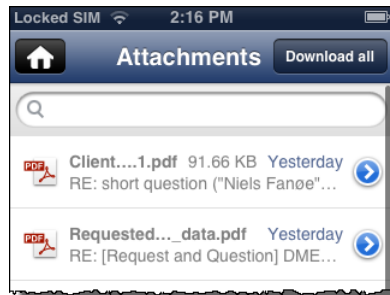 Locked SIM 2:16 PM
Attachments Download all
PDF Client....1.pdf 91.66 KB Yesterday
RE: short question ("Niels Fanøe"...
PDF Requested..._data.pdf Yesterday
RE: [Request and Question] DME...